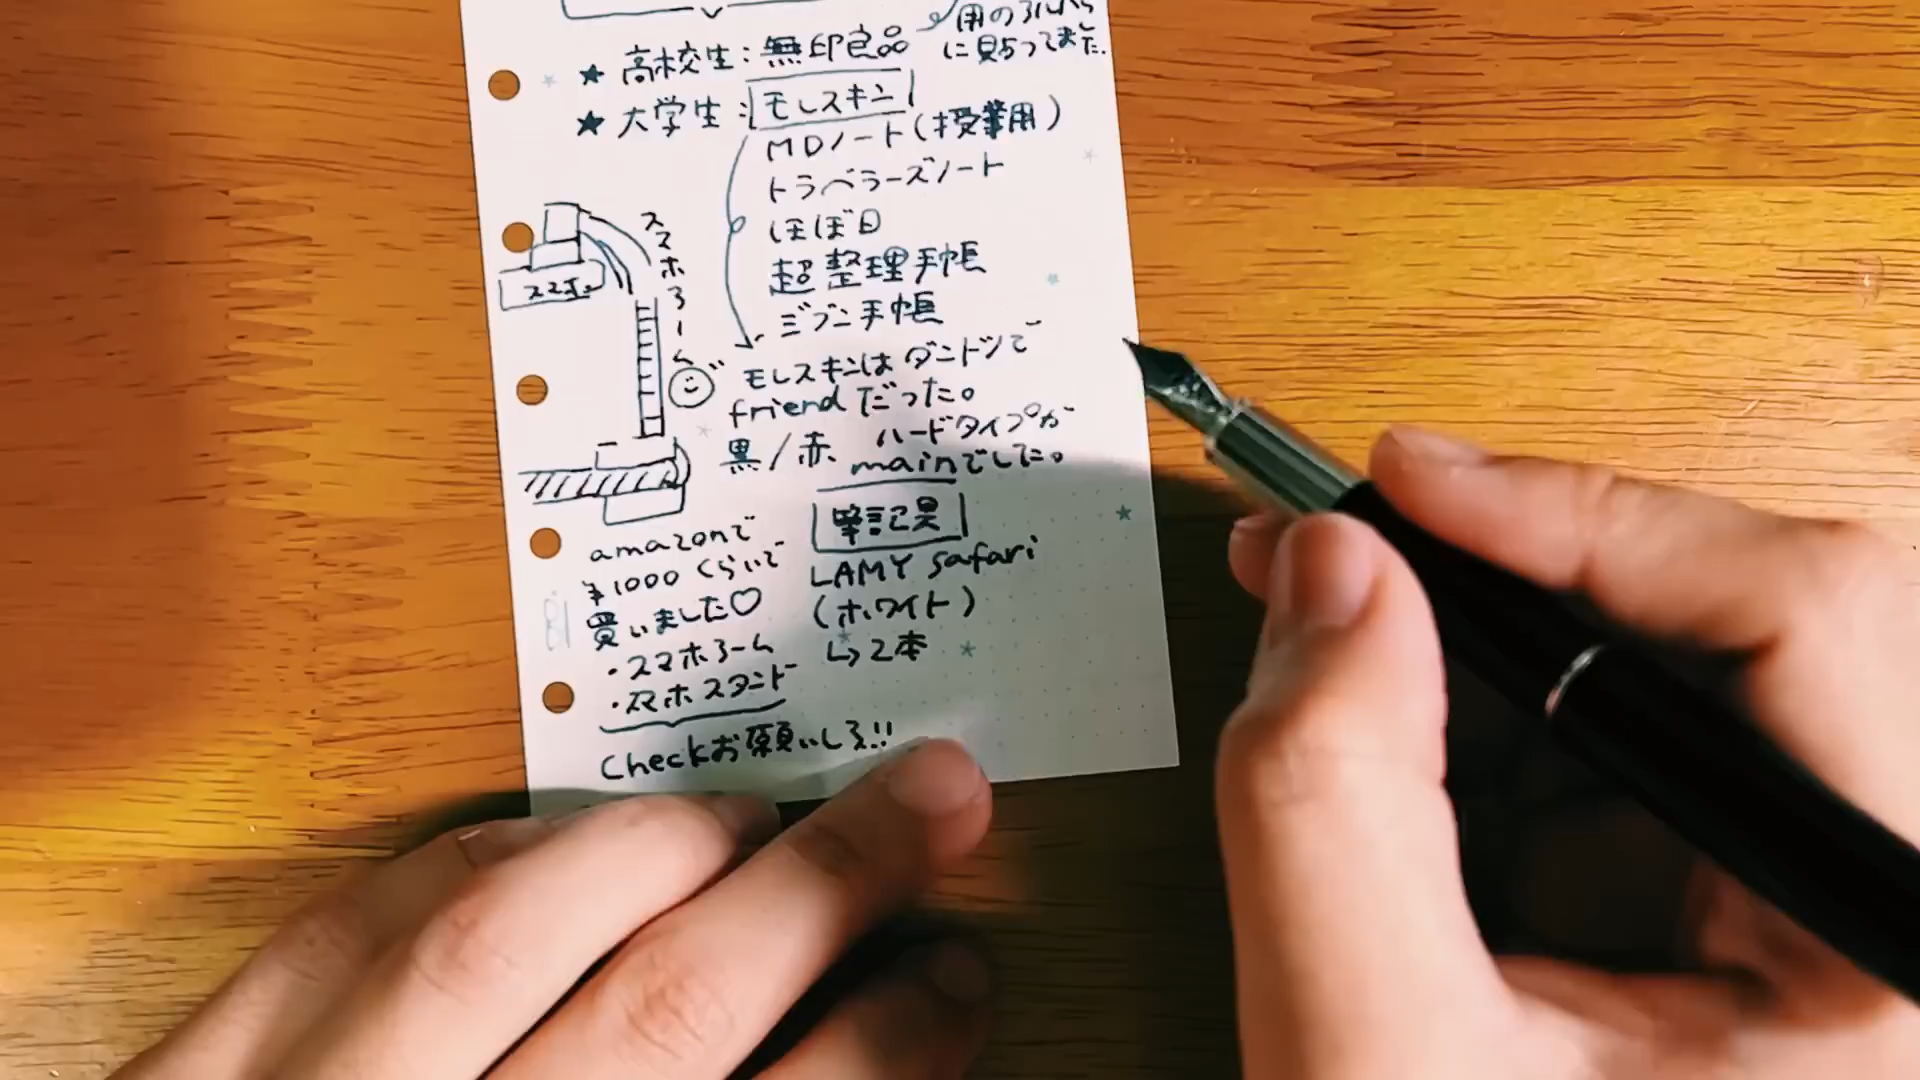 用のアルバム
に貼ってました。
★ 高校生：無印良品
★ 大学生：モレスキン
MDノート(授業用)
トラベラーズノート
ほぼ日
超整理手帳
ジブン手帳
モレスキンはダントツで
friendだった。
黒/赤 ハードタイプが
mainでした。
スマホアーム
スマホ
amazonで
¥1000くらいで
買いました♡
・スマホアーム
・スマホスタンド
Checkお願いしゃす!!
筆記具
LAMY safari
(ホワイト)
↳2本